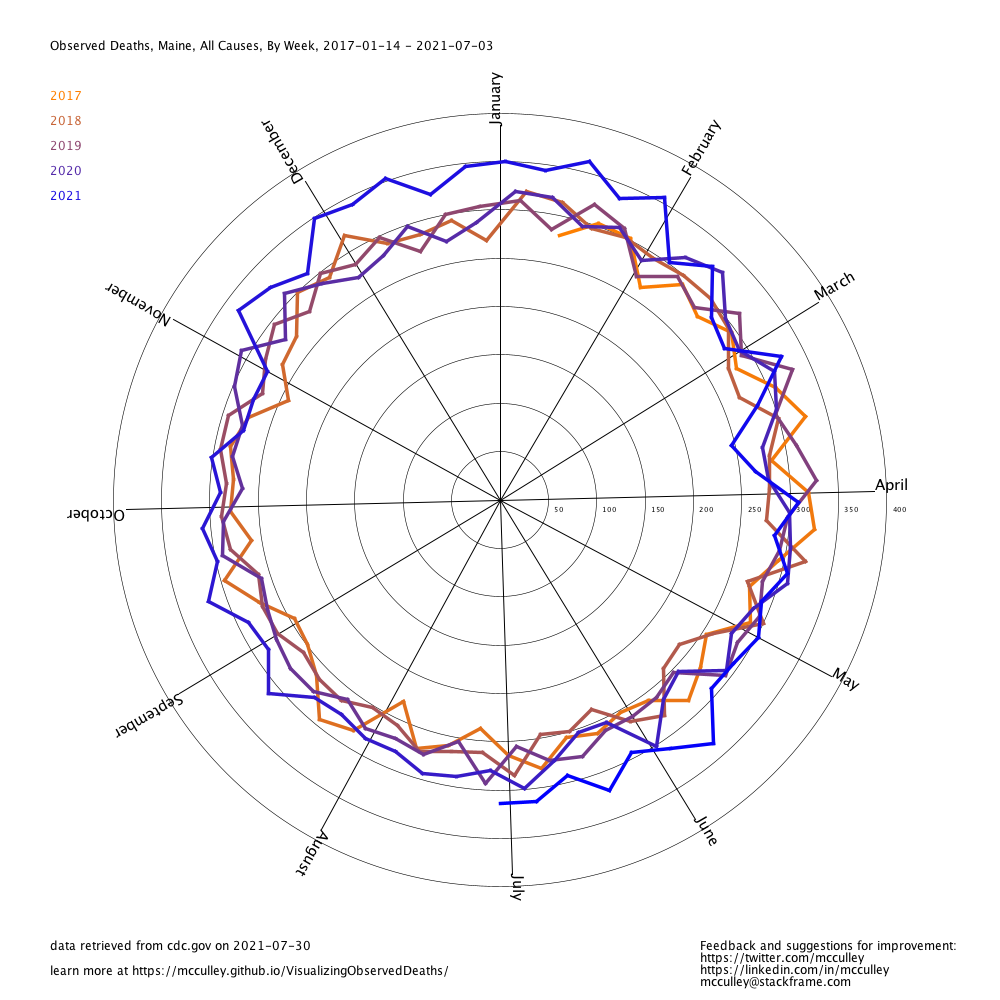 Observed Deaths, Maine, All Causes, By Week, 2017-01-14 - 2021-07-03
2017
2018
2019
2020
2021
January
February
March
April
May
June
July
August
September
October
November
December
50
100
150
200
250
300
350
400
data retrieved from cdc.gov on 2021-07-30
learn more at https://mcculley.github.io/VisualizingObservedDeaths/
Feedback and suggestions for improvement:
https://twitter.com/mcculley
https://linkedin.com/in/mcculley
mcculley@stackframe.com